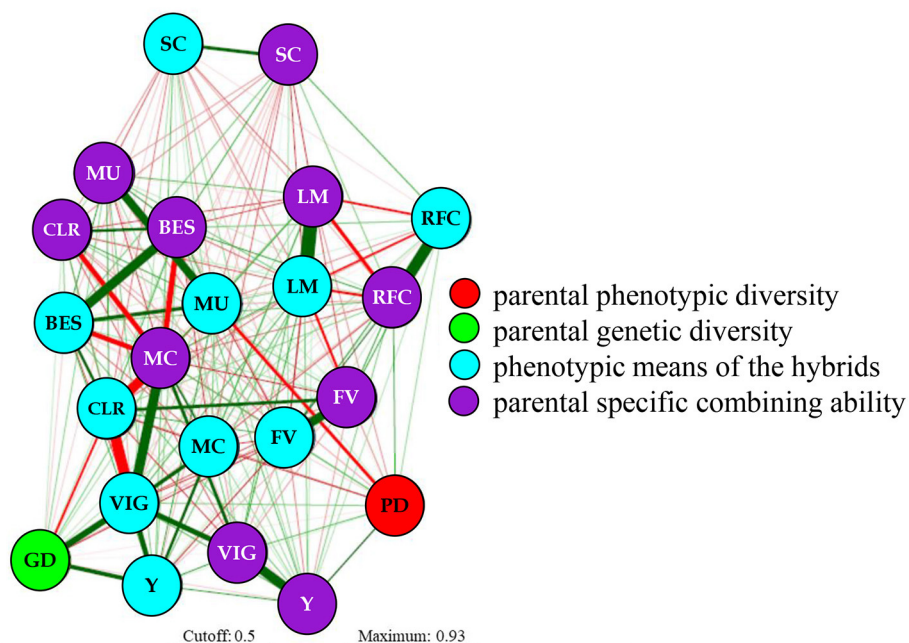 SC
SC
MU
LM
CLR
BES
RFC
BES
MU
LM
RFC
MC
CLR
MC
FV
FV
VIG
PD
GD
VIG
Y
Y
parental phenotypic diversity
parental genetic diversity
phenotypic means of the hybrids
parental specific combining ability
Cutoff: 0.5
Maximum: 0.93